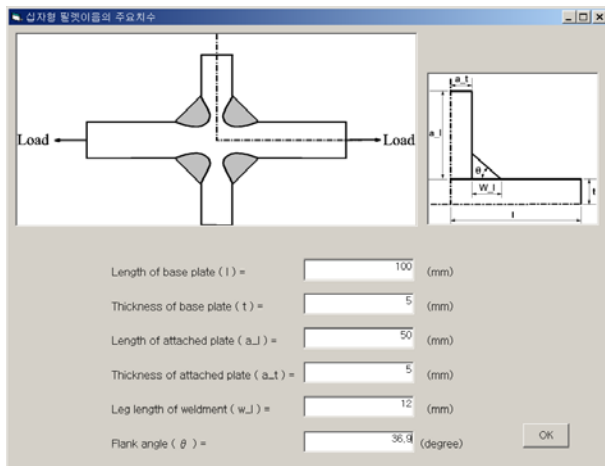 십자형 필렛이음의 주요치수
Load
Load
a_t
a_l
θ
W_l
t
l
Length of base plate ( l ) = 100 (mm)
Thickness of base plate ( t ) = 5 (mm)
Length of attached plate ( a_l ) = 50 (mm)
Thickness of attached plate ( a_t ) = 5 (mm)
Leg length of weldment ( w_l ) = 12 (mm)
Flank angle ( θ ) = 36,9 (degree)
OK